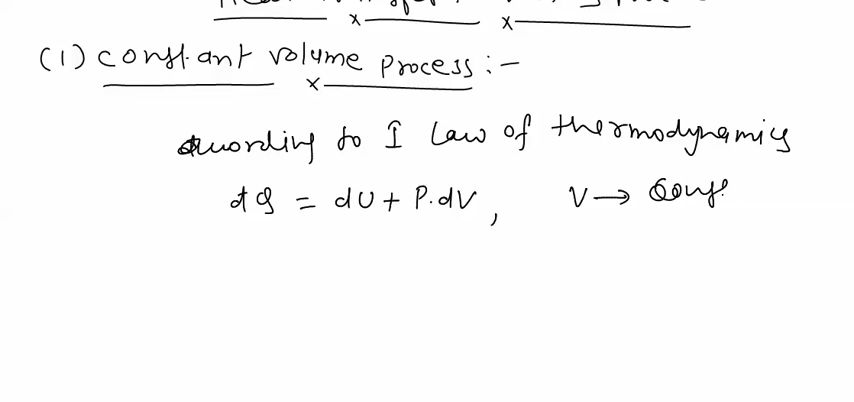 (1) constant volume process :-
according to I law of thermodynamics
dQ = dU + P.dV, V → const